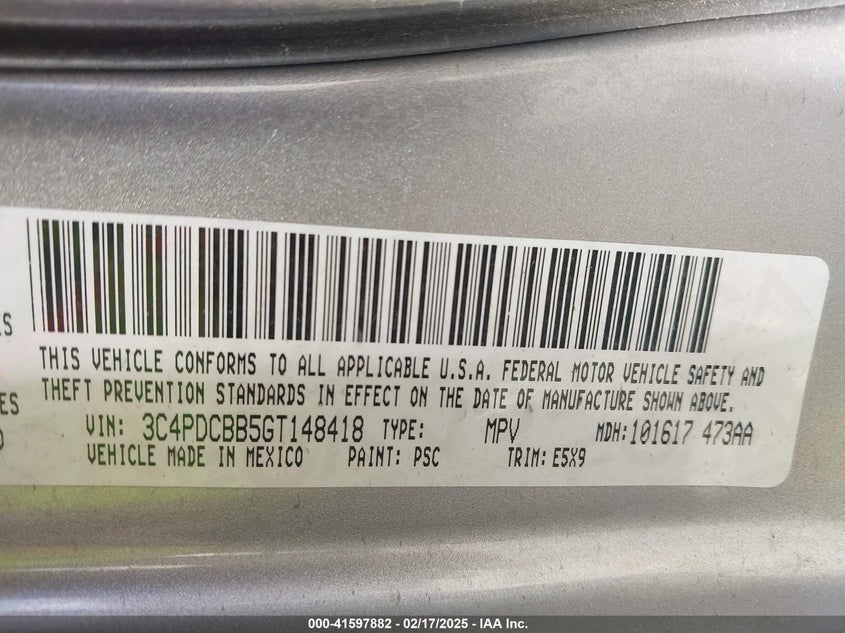 ES
THIS VEHICLE CONFORMS TO ALL APPLICABLE U.S.A. FEDERAL MOTOR VEHICLE SAFETY AND
THEFT PREVENTION STANDARDS IN EFFECT ON THE DATE OF MANUFACTURE SHOWN ABOVE.
ES
VIN: 3C4PDCBB5GT148418 TYPE: MPV MDH:101617 473AA
VEHICLE MADE IN MEXICO PAINT: PSC TRIM: E5X9
000-41597882 - 02/17/2025 - IAA Inc.